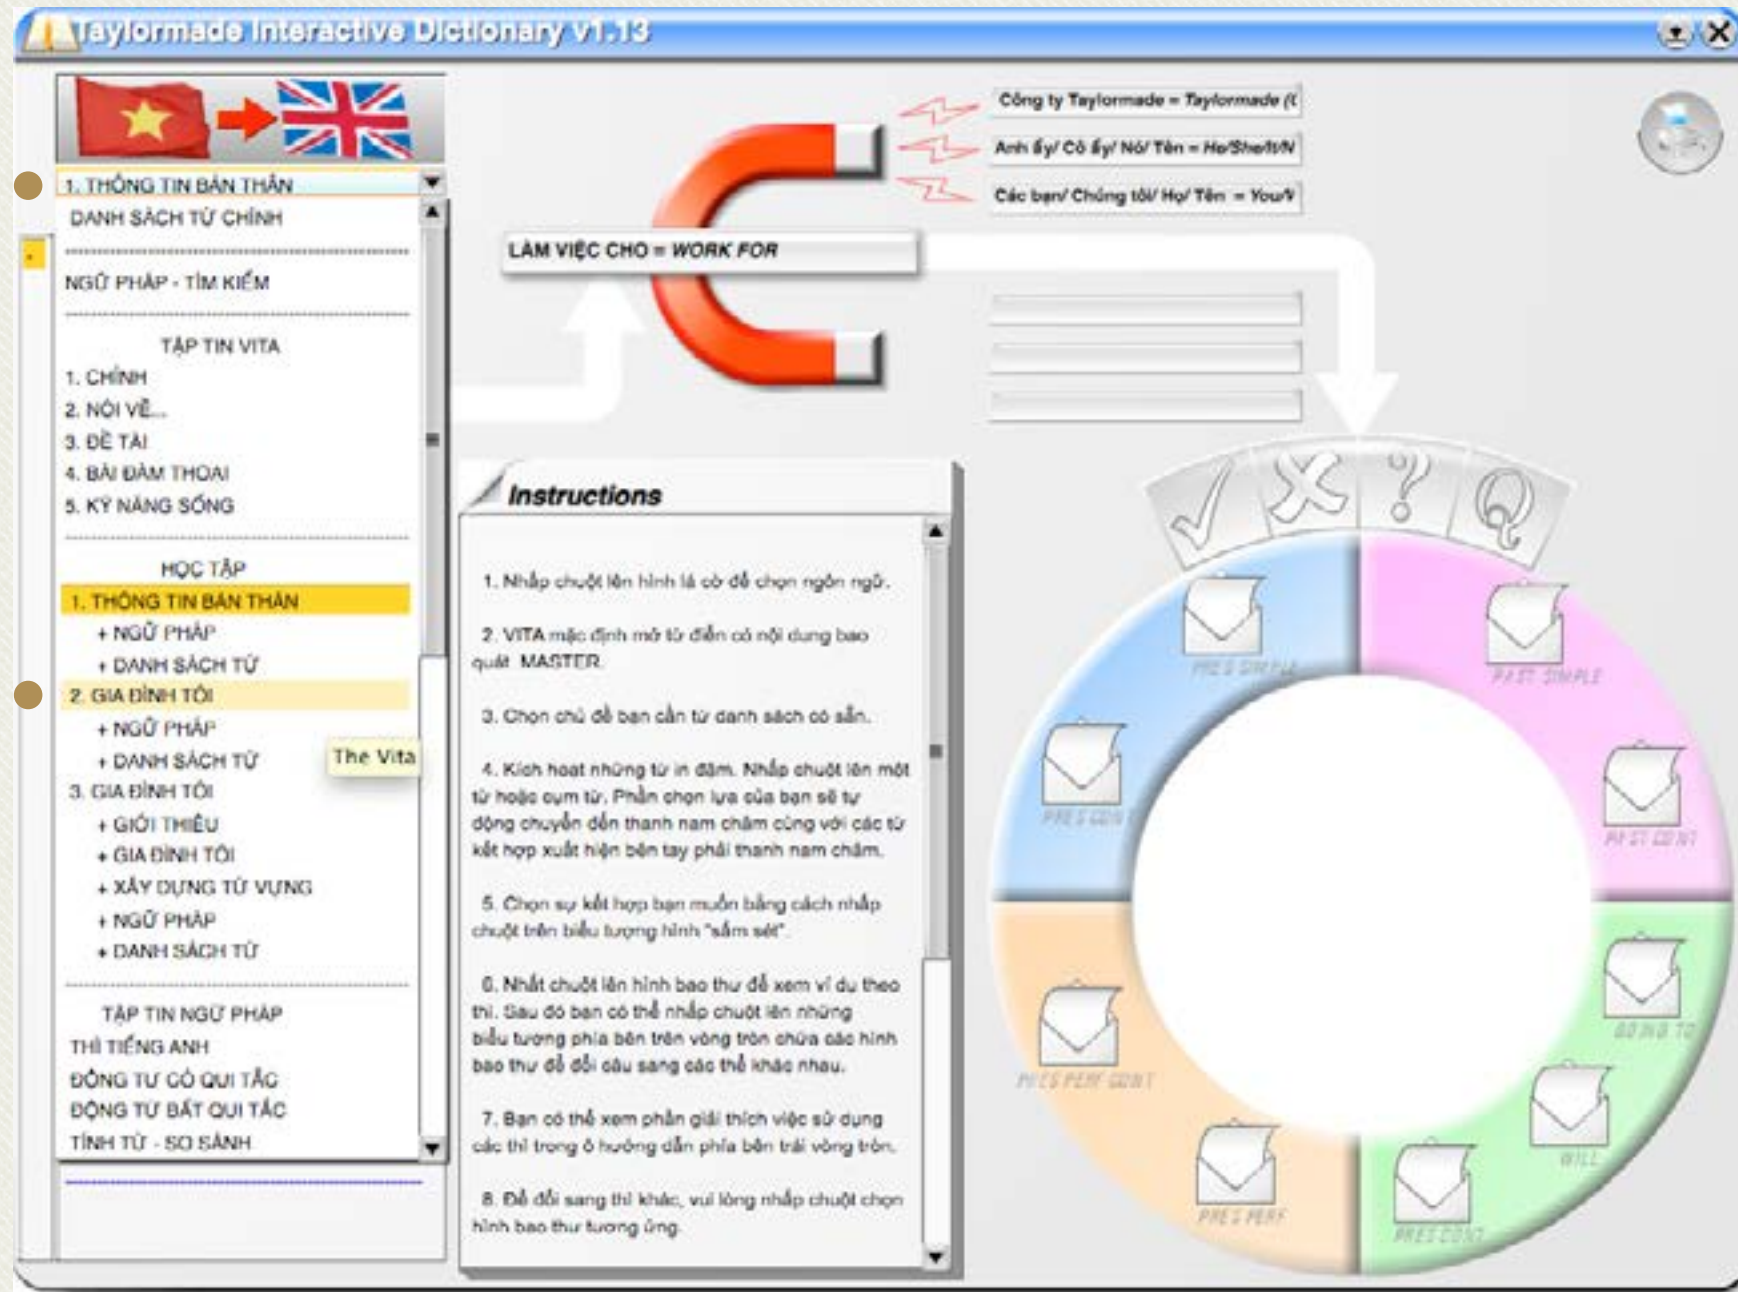 Taylormade Interactive Dictionary v1.13
1. THÔNG TIN BẢN THÂN
DANH SÁCH TỪ CHÍNH
NGỮ PHÁP - TÌM KIẾM
TẬP TIN VITA
1. CHÍNH
2. NÓI VỀ...
3. ĐỀ TÀI
4. BÀI ĐÀM THOẠI
5. KỸ NĂNG SỐNG
HỌC TẬP
1. THÔNG TIN BẢN THÂN
+ NGỮ PHÁP
+ DANH SÁCH TỪ
2. GIA ĐÌNH TÔI
+ NGỮ PHÁP
+ DANH SÁCH TỪ
The Vita
3. GIA ĐÌNH TÔI
+ GIỚI THIỆU
+ GIA ĐÌNH TÔI
+ XÂY DỰNG TỪ VỰNG
+ NGỮ PHÁP
+ DANH SÁCH TỪ
TẬP TIN NGỮ PHÁP
THÌ TIẾNG ANH
ĐỘNG TỪ CÓ QUI TẮC
ĐỘNG TỪ BẤT QUI TẮC
TÍNH TỪ - SO SÁNH
LÀM VIỆC CHO = WORK FOR
Công ty Taylormade = Taylormade (
Anh ấy/ Cô ấy/ Nó/ Tên = He/She/It/N
Các bạn/ Chúng tôi/ Họ/ Tên = You/
Instructions
1. Nhấp chuột lên hình lá cờ để chọn ngôn ngữ.
2. VITA mặc định mở từ điển có nội dung bao
quát MASTER.
3. Chọn chủ đề bạn cần từ danh sách có sẵn.
4. Kích hoạt những từ in đậm. Nhấp chuột lên một
từ hoặc cụm từ. Phần chọn lựa của bạn sẽ tự
động chuyển đến thanh nam châm cùng với các từ
kết hợp xuất hiện bên tay phải thanh nam châm.
5. Chọn sự kết hợp bạn muốn bằng cách nhấp
chuột trên biểu tượng hình "sấm sét".
6. Nhất chuột lên hình bao thư để xem ví dụ theo
thì. Sau đó bạn có thể nhấp chuột lên những
biểu tượng phía bên trên vòng tròn chứa các hình
bao thư để đổi câu sang các thể khác nhau.
7. Bạn có thể xem phần giải thích việc sử dụng
các thì trong ô hướng dẫn phía bên trái vòng tròn.
8. Để đổi sang thì khác, vui lòng nhấp chuột chọn
hình bao thư tương ứng.
? Q
PRES SIMPLE
PAST SIMPLE
PRES CONT
PAST CONT
GOING TO
PRES PERF CONT
WILL
PRES PERF
PRES CONT